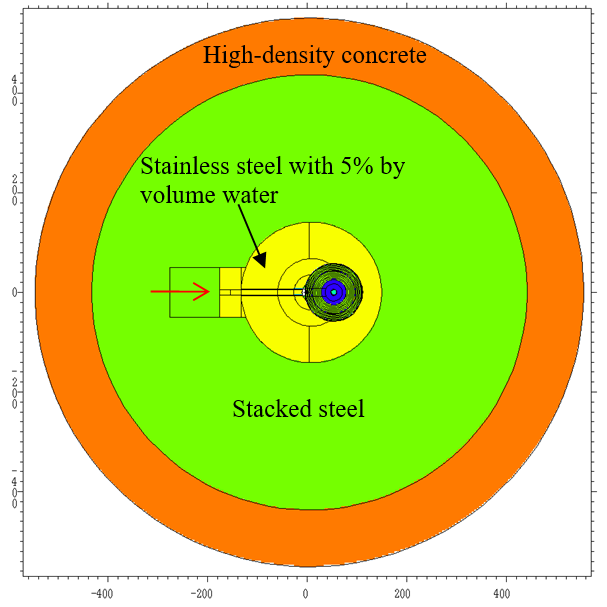 High-density concrete
Stainless steel with 5% by
volume water
Stacked steel
400
200
0
200
-400
-400
-200
0
200
400